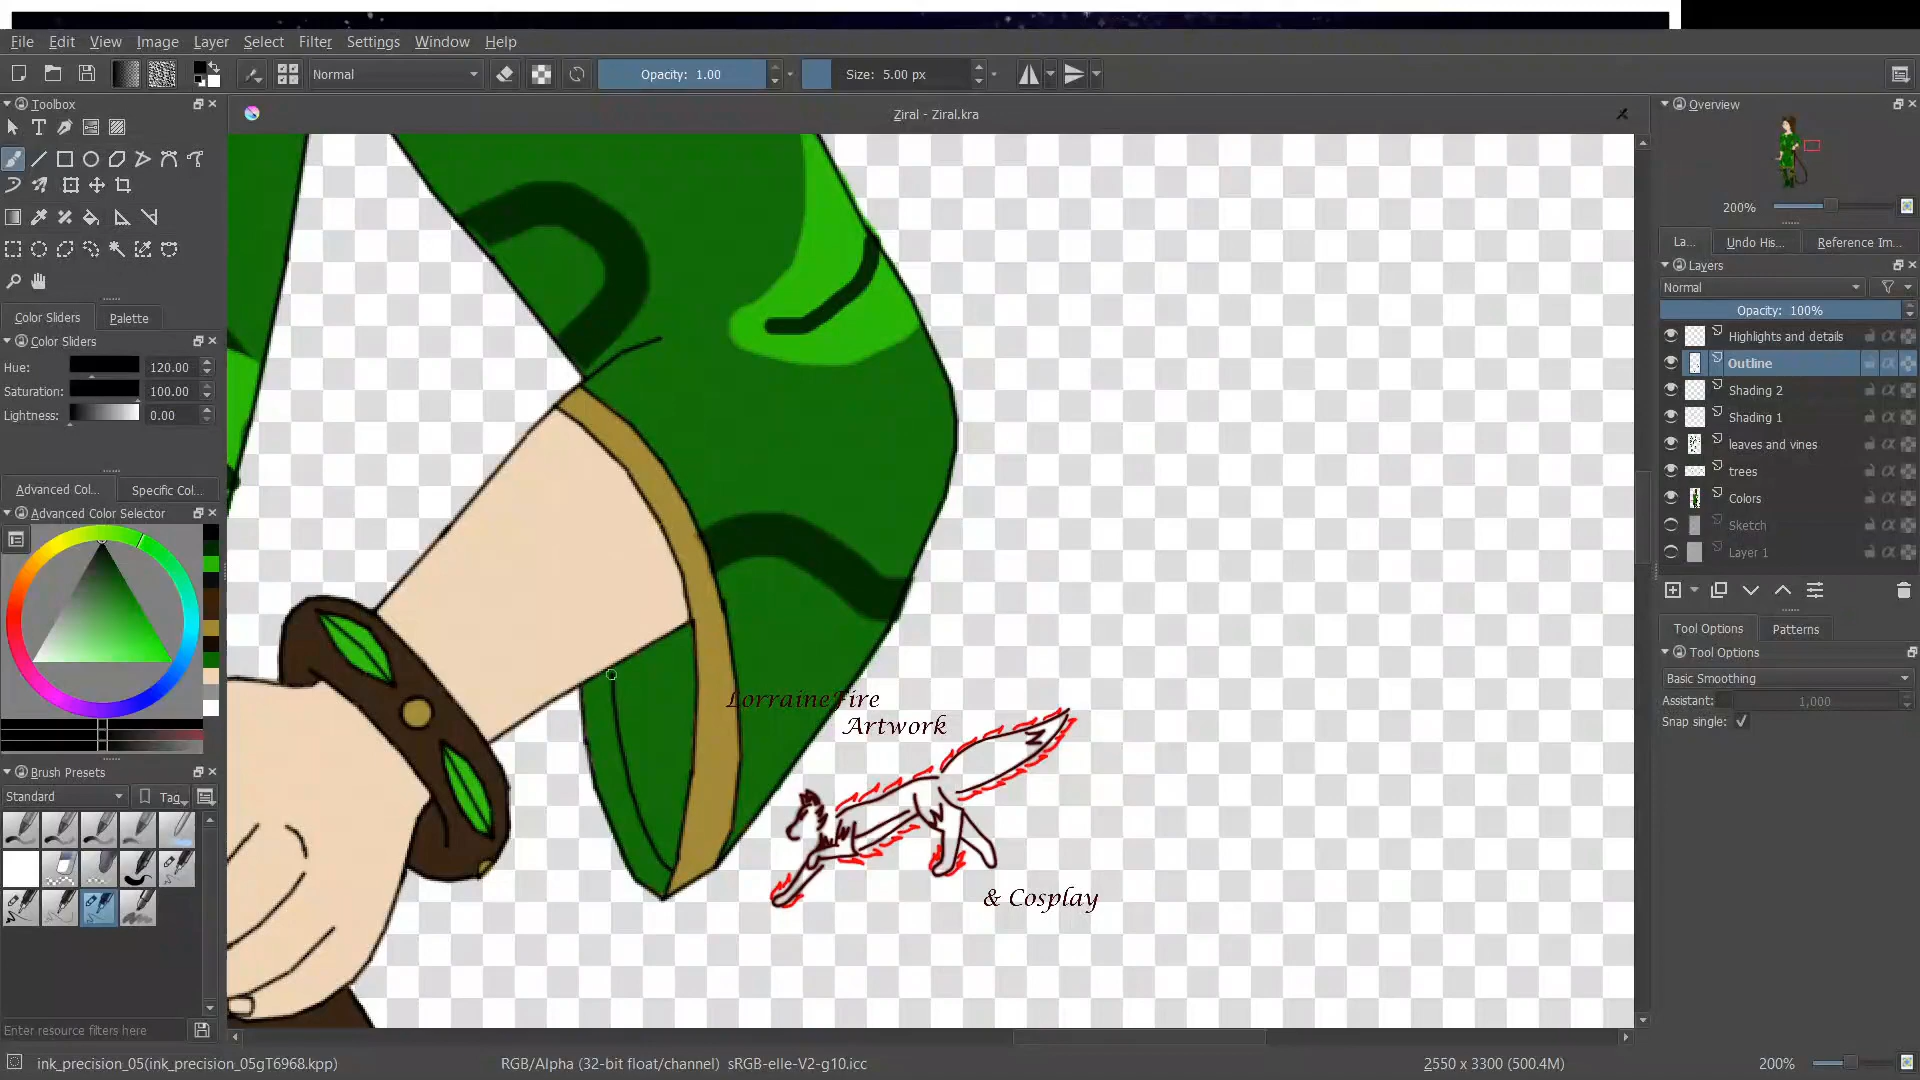 File Edit View Image Layer Select Filter Settings Window Help
Normal Opacity: 1.00 Size: 5.00 px
Toolbox
Ziral - Ziral.kra
Overview
200%
La... Undo His... Reference Im...
Layers
Normal
Opacity: 100%
Highlights and details
Outline
Shading 2
Shading 1
leaves and vines
trees
Colors
Sketch
Layer 1
Tool Options Patterns
Tool Options
Basic Smoothing
Assistant: 1,000
Snap single:
Color Sliders Palette
Color Sliders
Hue: 120.00
Saturation: 100.00
Lightness: 0.00
Advanced Col... Specific Col...
Advanced Color Selector
Brush Presets
Standard Tag
Enter resource filters here
LorraineFire
Artwork
& Cosplay
ink_precision_05(ink_precision_05gT6968.kpp) RGB/Alpha (32-bit float/channel) sRGB-elle-V2-g10.icc 2550 x 3300 (500.4M) 200%